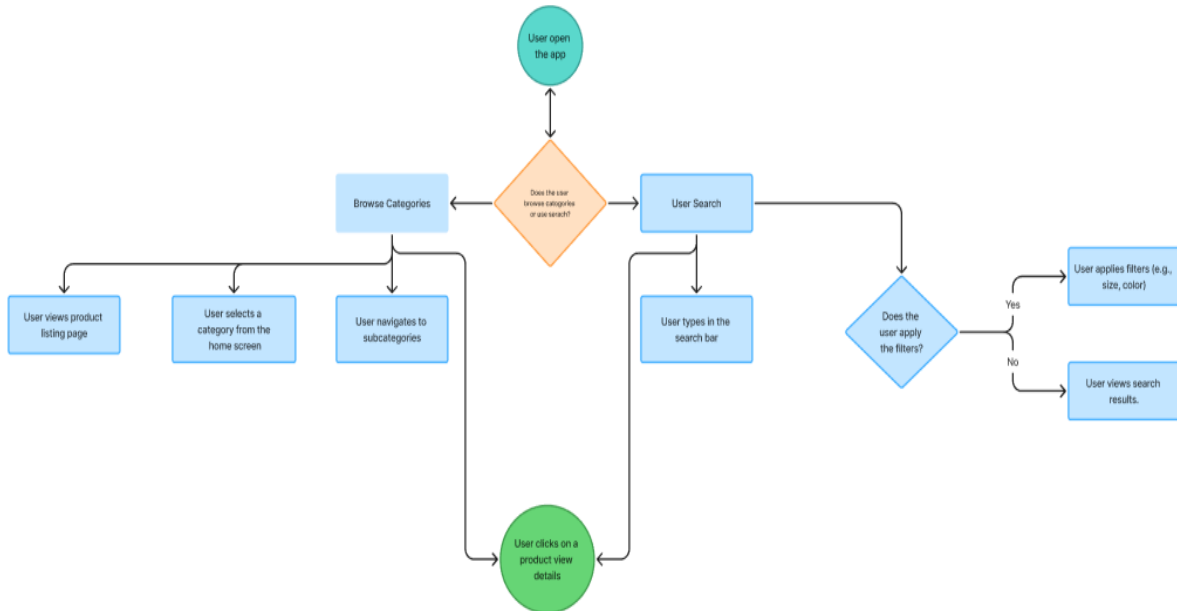 User open
the app
Does the user
browse categories
or use serach?
Browse Categories
User Search
User views product
listing page
User selects a
category from the
home screen
User navigates to
subcategories
User types in the
search bar
Does the
user apply
the filters?
Yes
No
User applies filters (e.g.,
size, color)
User views search
results.
User clicks on a
product view
details